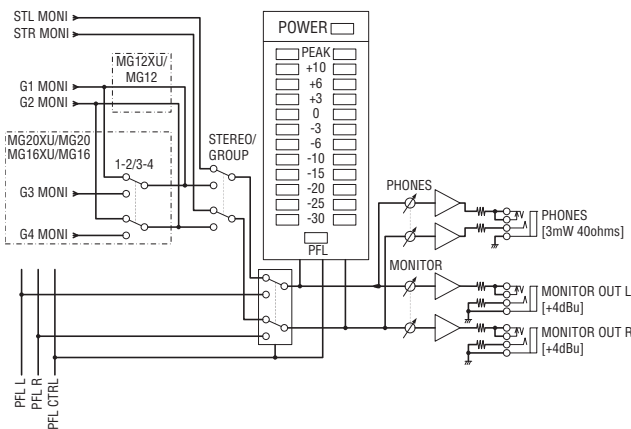 STL MONI
STR MONI
G1 MONI
G2 MONI
MG12XU/
MG12
MG20XU/MG20
MG16XU/MG16
1-2/3-4
G3 MONI
G4 MONI
STEREO/
GROUP
POWER
PEAK
+10
+6
+3
0
-3
-6
-10
-15
-20
-25
-30
PFL
PHONES
PHONES
[3mW 40ohms]
MONITOR
MONITOR OUT L
[+4dBu]
MONITOR OUT R
[+4dBu]
PFL L
PFL R
PFL CTRL